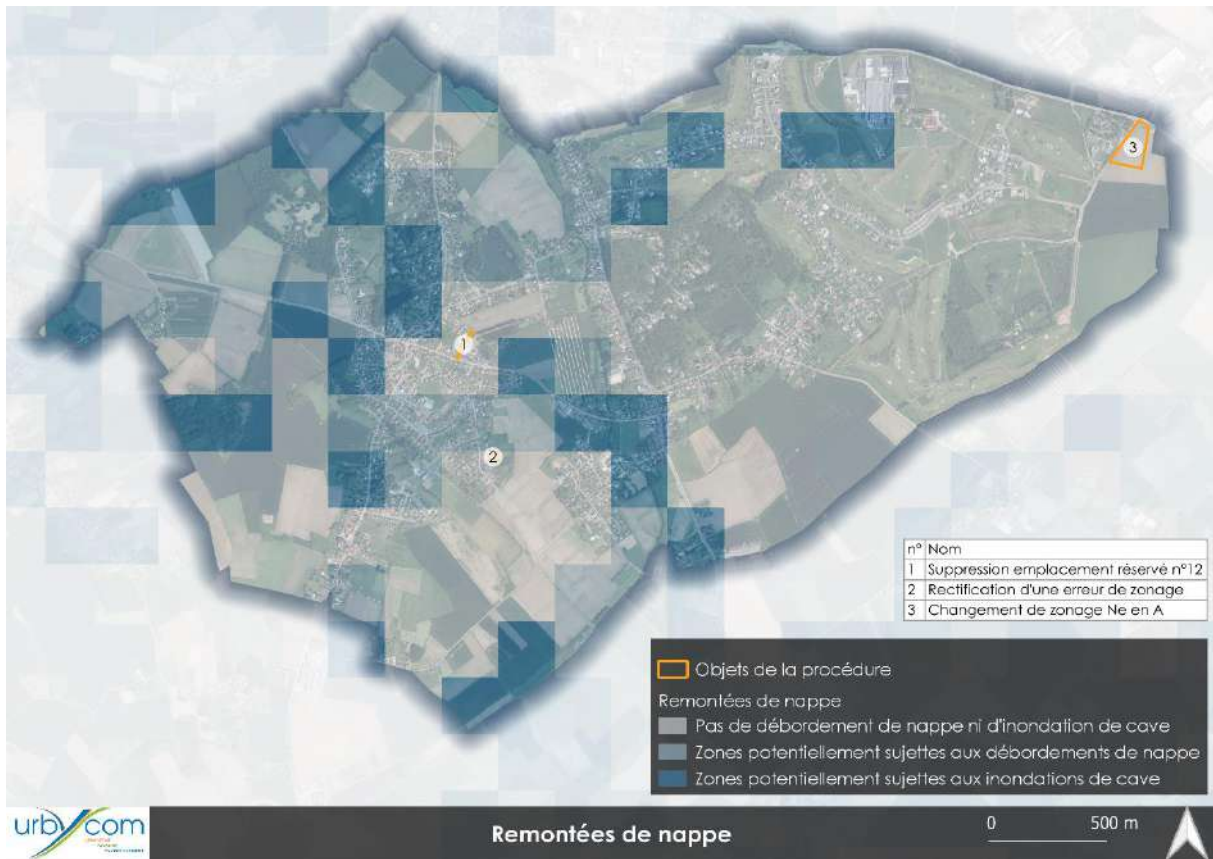 3
1
2
n° Nom
1 Suppression emplacement réservé n°12
2 Rectification d'une erreur de zonage
3 Changement de zonage Ne en A
Objets de la procédure
Remontées de nappe
Pas de débordement de nappe ni d'inondation de cave
Zones potentiellement sujettes aux débordements de nappe
Zones potentiellement sujettes aux inondations de cave
urbycom
Remontées de nappe
0 500 m